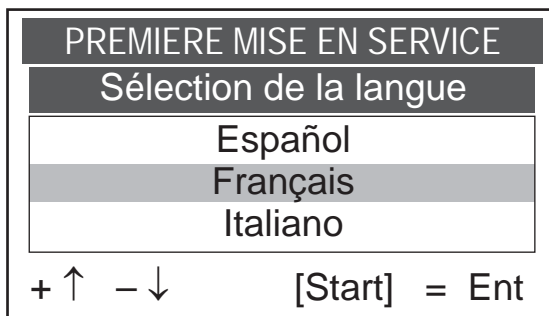 PREMIERE MISE EN SERVICE
Sélection de la langue
Español
Français
Italiano
+ ↑ – ↓ [Start] = Ent